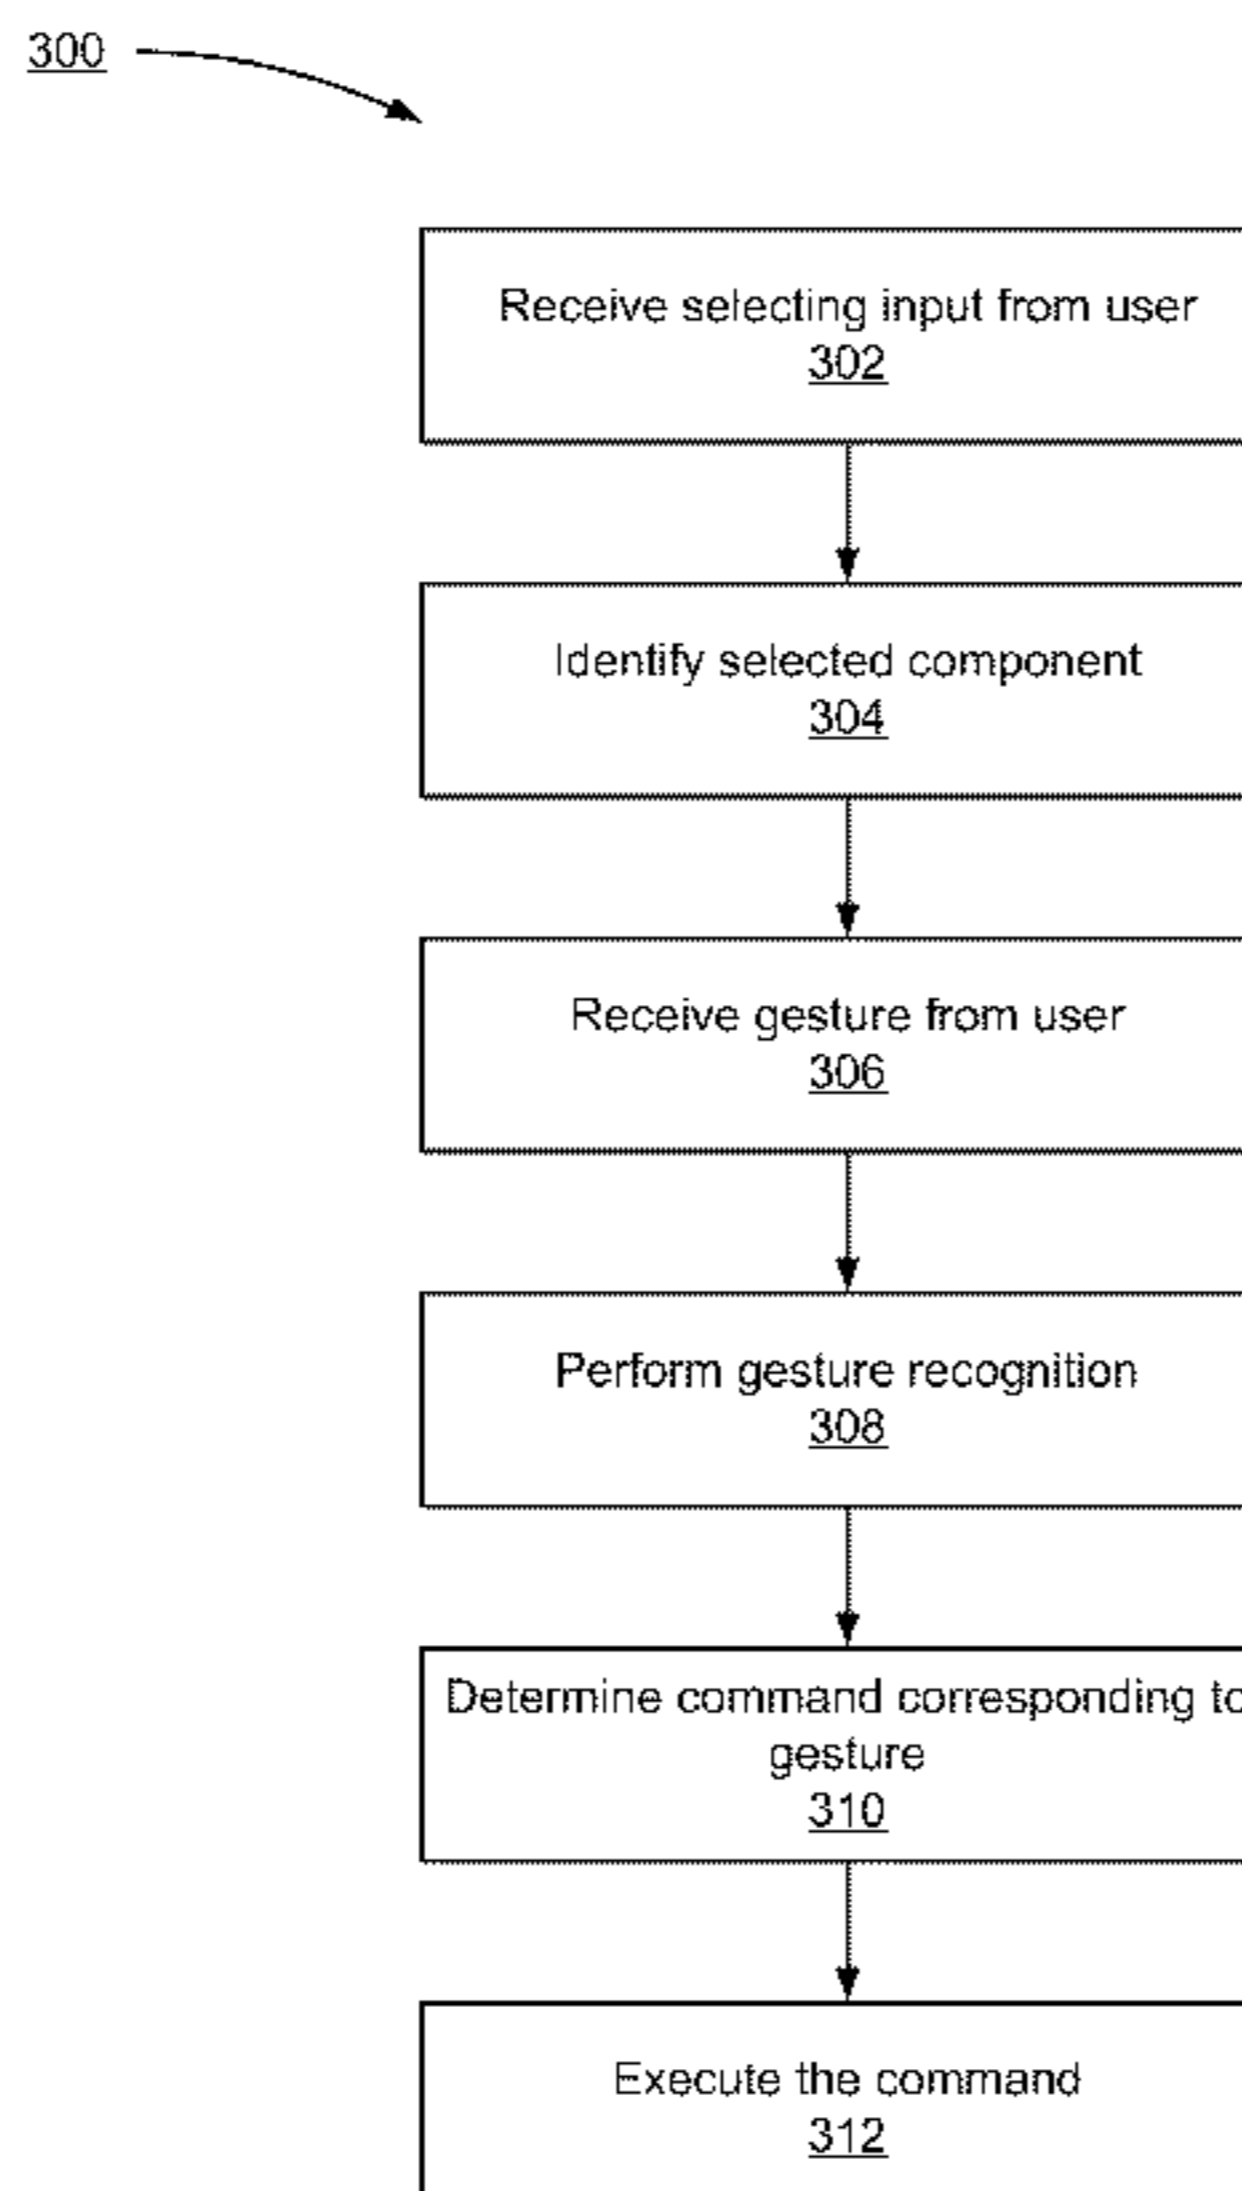 300
Receive selecting input from user
302
Identify selected component
304
Receive gesture from user
306
Perform gesture recognition
308
Determine command corresponding to
gesture
310
Execute the command
312